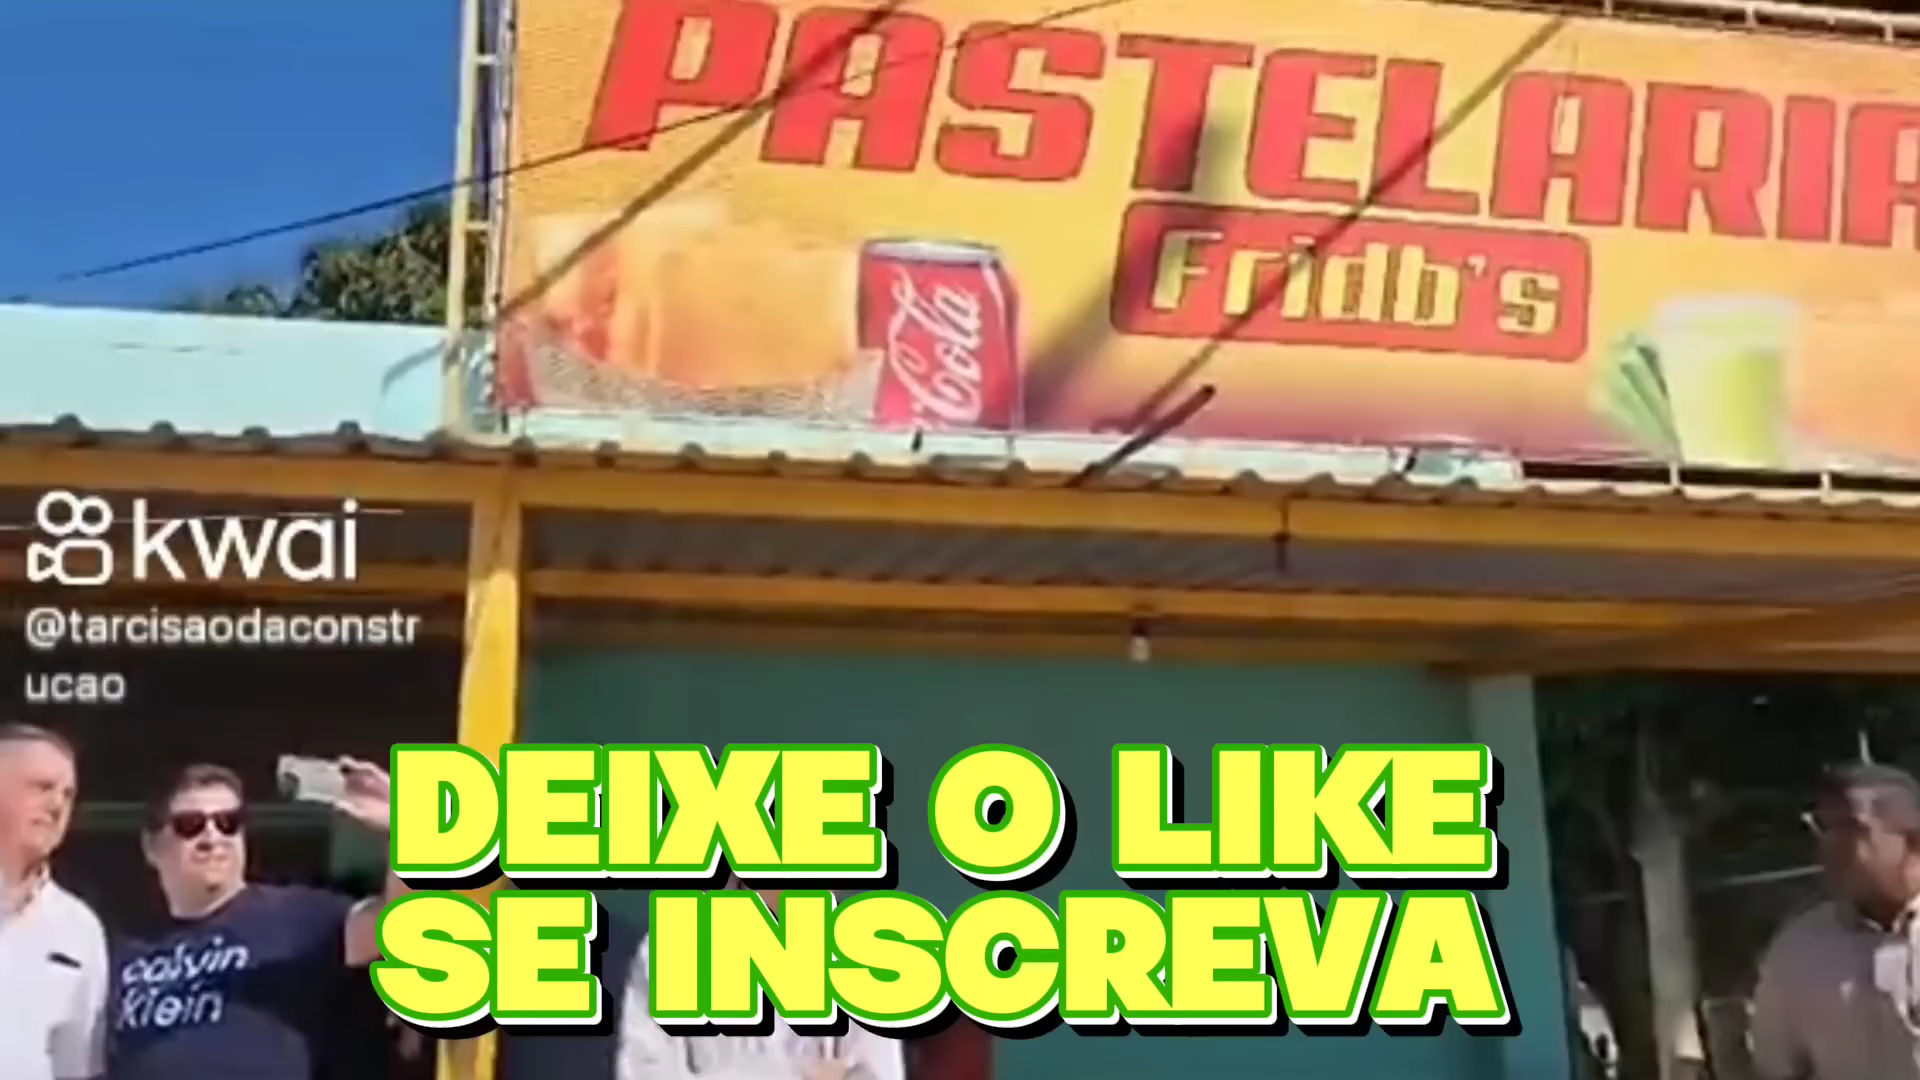 PASTELARIA
Fridb's
Coca-Cola
kwai
@tarcisaodaconstr
ucao
calvin
klein
DEIXE O LIKE
SE INSCREVA